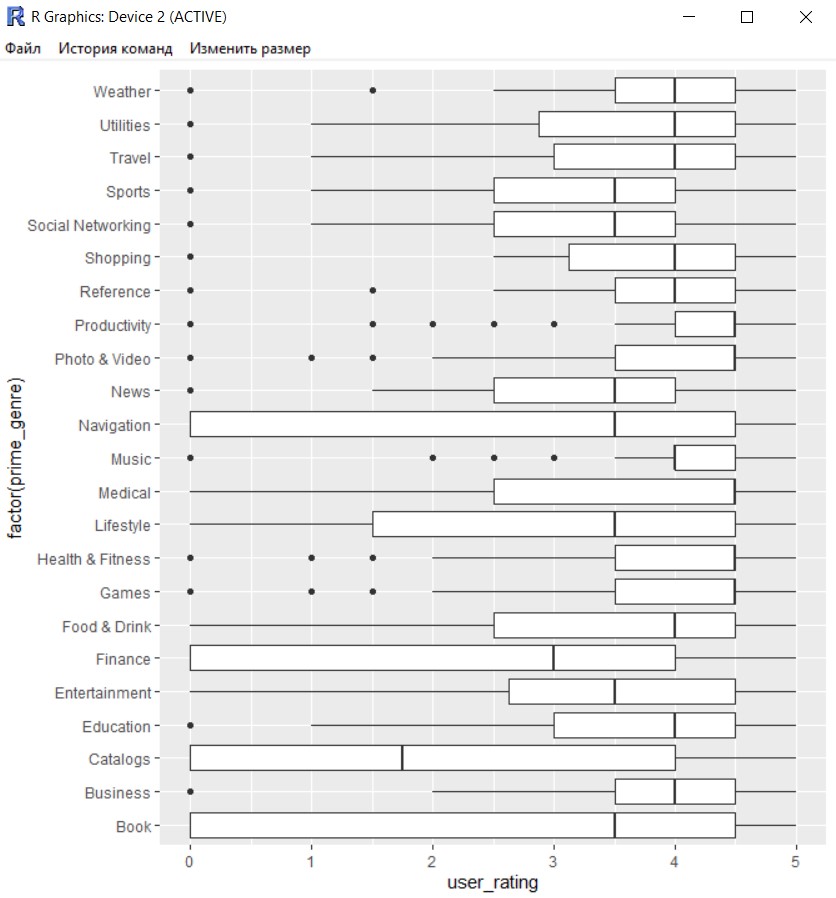 R Graphics: Device 2 (ACTIVE)
Файл История команд Изменить размер
Weather
Utilities
Travel
Sports
Social Networking
Shopping
Reference
Productivity
Photo & Video
News
Navigation
Music
Medical
Lifestyle
Health & Fitness
Games
Food & Drink
Finance
Entertainment
Education
Catalogs
Business
Book
factor(prime_genre)
0 1 2 3 4 5
user_rating